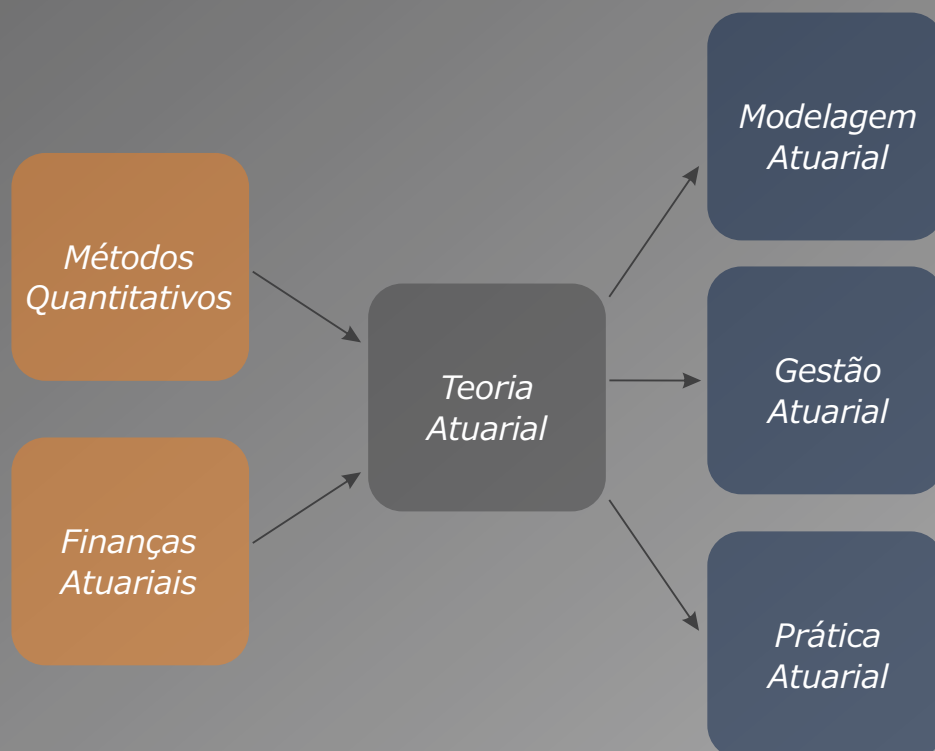 Métodos
Quantitativos
Finanças
Atuariais
Teoria
Atuarial
Modelagem
Atuarial
Gestão
Atuarial
Prática
Atuarial